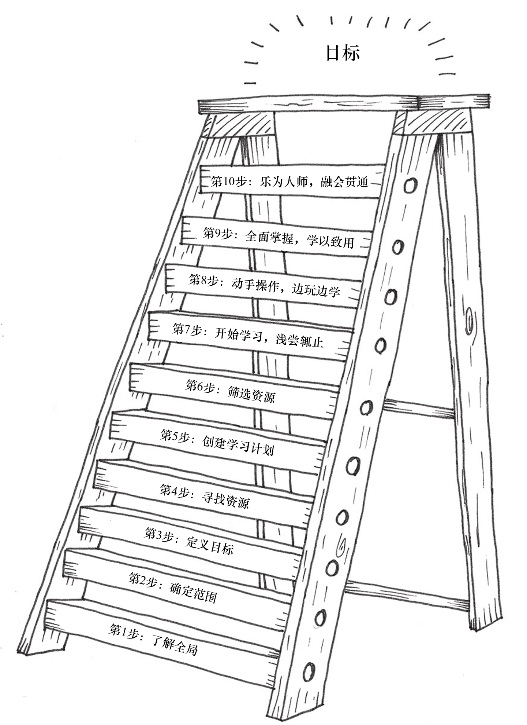 目标
第10步：乐为人师，融会贯通
第9步：全面掌握，学以致用
第8步：动手操作，边玩边学
第7步：开始学习，浅尝辄止
第6步：筛选资源
第5步：创建学习计划
第4步：寻找资源
第3步：定义目标
第2步：确定范围
第1步：了解全局